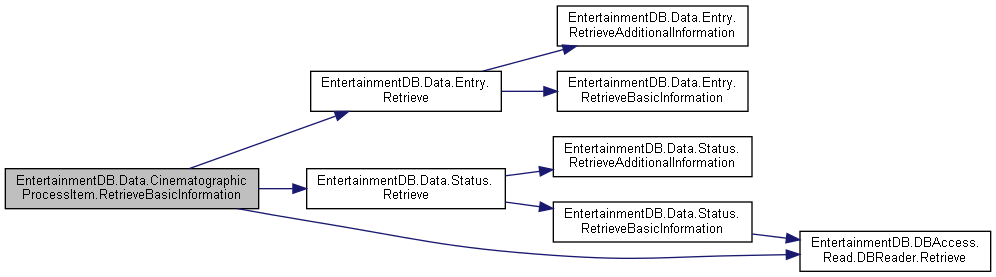 EntertainmentDB.Data.Entry.
RetrieveAdditionalInformation
EntertainmentDB.Data.Entry.
Retrieve
EntertainmentDB.Data.Entry.
RetrieveBasicInformation
EntertainmentDB.Data.Status.
RetrieveAdditionalInformation
EntertainmentDB.Data.Cinematographic
ProcessItem.RetrieveBasicInformation
EntertainmentDB.Data.Status.
Retrieve
EntertainmentDB.Data.Status.
RetrieveBasicInformation
EntertainmentDB.DBAccess.
Read.DBReader.Retrieve